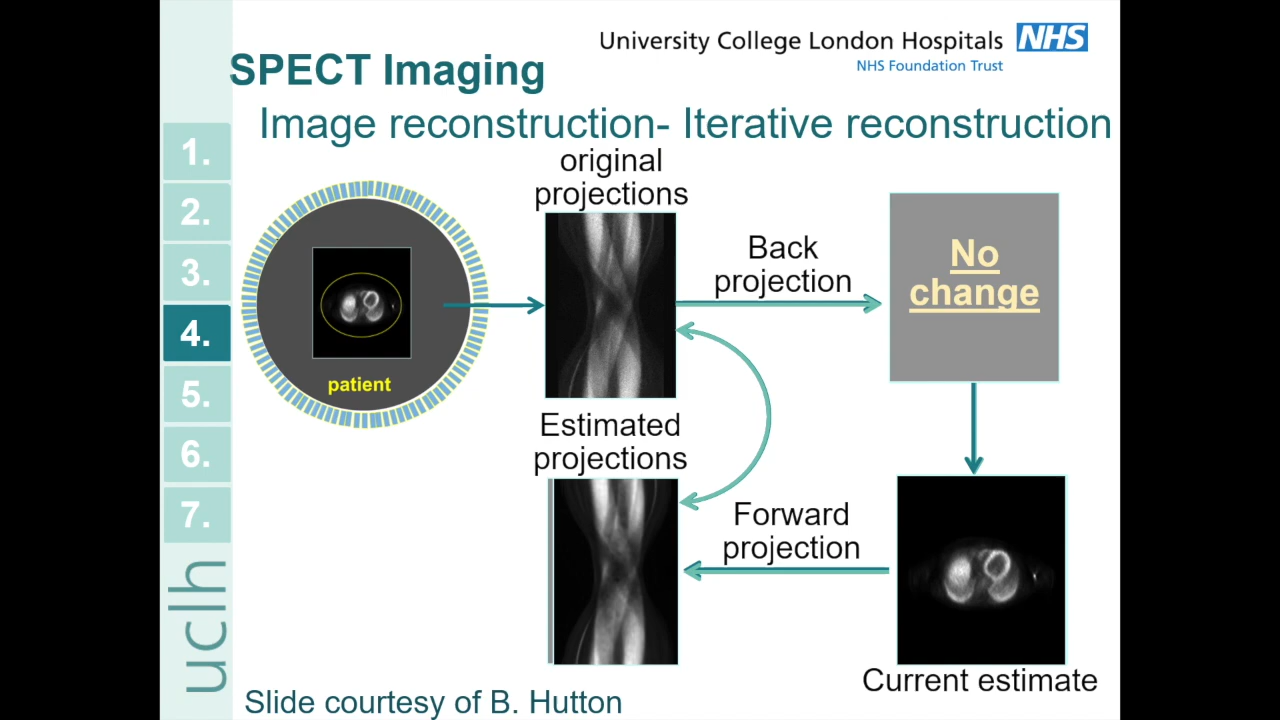 University College London Hospitals NHS
NHS Foundation Trust
SPECT Imaging
Image reconstruction- Iterative reconstruction
1.
2.
3.
4.
5.
6.
7.
uclh
patient
original
projections
Back
projection
No
change
Estimated
projections
Forward
projection
Current estimate
Slide courtesy of B. Hutton